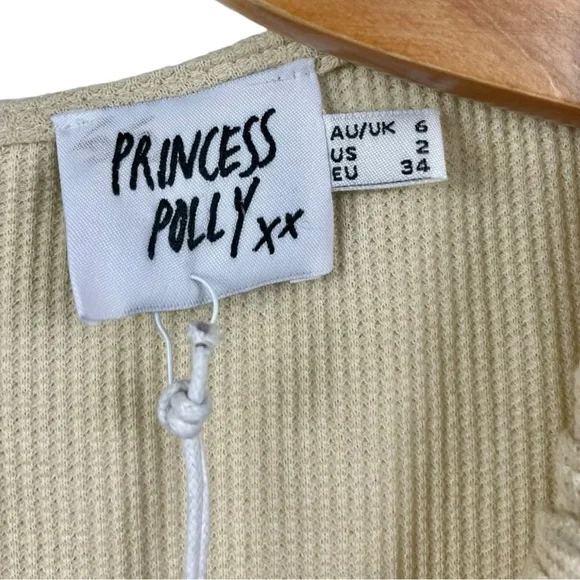 PRINCESS
POLLY xx
AU/UK 6
US 2
EU 34